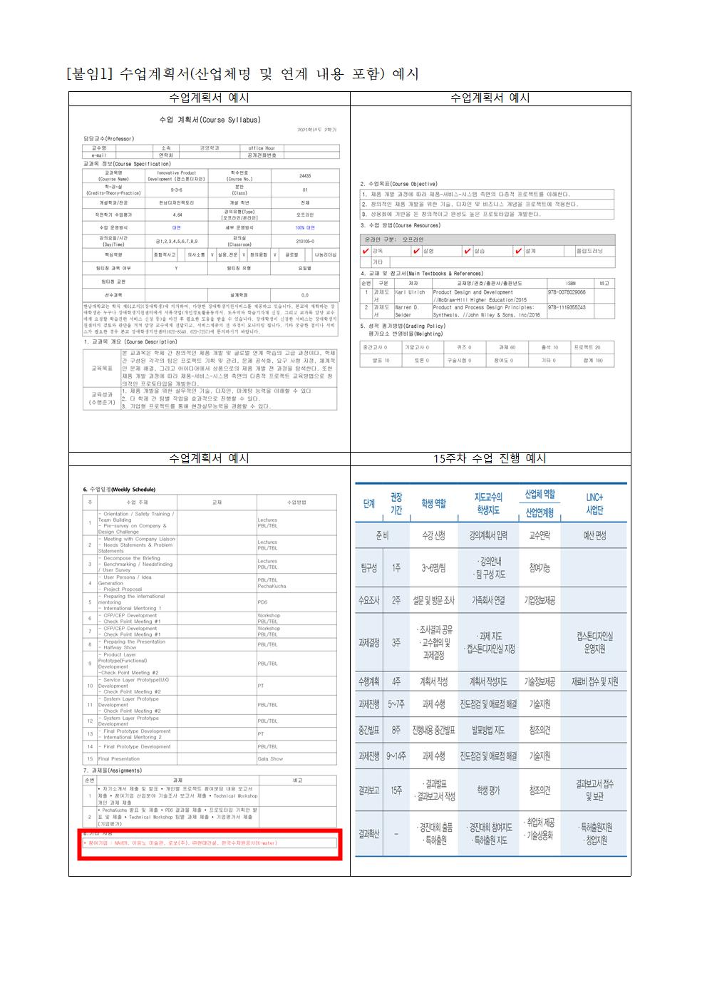 [붙임1] 수업계획서(산업체명 및 연계 내용 포함) 예시
수업계획서 예시
수업 계획서(Course Syllabus)
2021학년도 2학기
담당교수(Professor)
교수명 소속 경영학과 office Hour
e-mail 연락처 공개전화번호
교과목 정보(Course Specification)
교과목명 (Couyrse Name) Innovative Product Development (캡스톤디자인) 학수번호 (Course No.) 24433
학-강-실 (Credits-Theory-Practice) 9-3-6 분반 (Class) 01
개설학과/전공 한남디자인팩토리 개설 학년 전체
직전학기 수업평가 4.64 강의유형(Type) [오프라인/온라인] 오프라인
수업 운영방식 대면 세부 운영방식 100% 대면
강의요일/시간 (Day/Time) 금1,2,3,4,5,6,7,8,9 강의실 (Classroom) 210105-0
핵심역량 종합적사고 의사소통 V 실용.전문 V 창의융합 V 글로벌 나눔리더십
팀티칭 과목 여부 Y 팀티칭 유형 요일별
팀티칭 교원
선수과목 설계학점 0.0
한남대학교는 학칙 제61조의3(장애학생)에 의거하여, 다양한 장애학생지원서비스를 제공하고 있습니다. 본교에 재학하는 장
애학생은 누구나 장애학생지원센터에서 서류작업(개인정보활용동의서, 도우미와 학습기자재 신청, 그리고 교과목 담당 교수
에게 요청할 학습관련 서비스 신청 등)을 마친 후 필요한 도움을 받을 수 있습니다. 장애학생이 신청한 서비스는 장애학생지
원센터의 검토와 판단을 거쳐 담당 교수에게 전달되고, 서비스제공의 전 과정이 모니터링 됩니다. 기타 궁금한 점이나 서비
스가 필요한 경우 본교 장애학생지원센터(629-8540, 629-7257)에 문의하시기 바랍니다.
1. 교과목 개요 (Course Description)
교육목표
본 교과목은 학제 간 창의적인 제품 개발 및 글로벌 연계 학습의 고급 과정이다. 학제
간 구성된 각각의 팀은 프로젝트 기획 및 관리, 문제 공식화, 요구 사항 지정, 체계적
인 문제 해결, 그리고 아이디어에서 상품으로의 제품 개발 전 과정을 탐색한다. 또한
제품 개발 과정에 따라 제품-서비스-시스템 측면의 다층적 프로젝트 교육방법으로 창
의적인 프로토타입을 개발한다.
교육성과 (수행준거)
1. 제품 개발을 위한 실무적인 기술, 디자인, 마케팅 능력을 이해할 수 있다
2. 다 학제 간 팀별 작업을 효과적으로 진행할 수 있다.
3. 기업형 프로젝트를 통해 현장실무능력을 경험할 수 있다.
수업계획서 예시
2. 수업목표(Course Objective)
1. 제품 개발 과정에 따라 제품-서비스-시스템 측면의 다층적 프로젝트를 이해한다.
2. 창의적인 제품 개발을 위한 기술, 디자인 및 비즈니스 개념을 프로젝트에 적용한다.
3. 상용화에 기반을 둔 창의적이고 완성도 높은 프로토타입을 개발한다.
3. 수업 방법(Course Resources)
온라인 구분: 오프라인
✔ 강독 ✔ 실험 ✔ 실습 ✔ 설계 플립드러닝
기타
4. 교재 및 참고서(Main Textbooks & References)
순번 구분 저자 교재명/권호/출판사/출판년도 ISBN 비고
1 과제도서 Karl Ulrich Product Design and Development //McGraw-Hill Higher Education/2015 978-0078029066
2 과제도서 Warren D. Seider Product and Process Design Principles: Synthesis. //John Wiley & Sons, Inc/2016 978-1119355243
5. 성적 평가방법(Grading Policy)
평가요소 반영비율(Weighting)
중간고사 0 기말고사 0 퀴즈 0 과제 60 출석 10 프로젝트 20
발표 10 토론 0 구술시험 0 참여도 0 기타 0 합계 100
수업계획서 예시
6. 수업일정(Weekly Schedule)
주 수업 주제 교재 수업방법
1 - Orientation / Safety Training / Team Building - Pre-survey on Company & Design Challenge Lectures PBL/TBL
2 - Meeting with Company Liaison - Needs Statements & Problem Statements Lectures PBL/TBL
3 - Decompose the Briefing - Benchmarking / Needsfinding / User Survey Lectures PBL/TBL
4 - User Persona / Idea Generation - Project Proposal PBL/TBL PechaKucha
5 - Preparing the international mentoring - International Mentoring 1 PD6
6 - CFP/CEP Development - Check Point Meeting #1 Workshop PBL/TBL
7 - CFP/CEP Development - Check Point Meeting #1 Workshop PBL/TBL
8 - Preparing the Presentation - Halfway Show PBL/TBL
9 - Product Layer Prototype(Functional) Development -Check Point Meeting #2 PBL/TBL
10 - Service Layer Prototype(UX) Development - Check Point Meeting #2 PT
11 - System Layer Prototype Development - Check Point Meeting #2 PBL/TBL
12 - System Layer Prototype Development PBL/TBL
13 - Final Prototype Development - International Mentoring 2 PT
14 - Final Prototype Development PBL/TBL
15 Final Presentation Gala Show
7. 과제물(Assignments)
순번 과제 비고
1 • 자기소개서 제출 및 발표 • 개인별 프로젝트 참여분담 내용 보고서 제출 • 참여기업 산업분야 기술조사 보고서 제출 • Technical Workshop 개인 과제 제출
2 • PechaKucha 발표 및 제출 • PD6 결과물 제출 • 프로토타입 기획안 발표 및 제출 • Technical Workshop 팀별 과제 제출 • 기업평가서 제출 (기업평가)
8.기타 사항
• 참여기업 : NAVER, 이응노 미술관, 로쏘(주), ㈜현대건설, 한국수자원공사(K-water)
15주차 수업 진행 예시
단계 권장 기간 학생 역할 지도교수의 학생지도 산업체 역할 산업연계형 LINC+ 사업단
준 비 수강 신청 강의계획서 입력 교수연락 예산 편성
팀구성 1주 3~6명/팀 · 강의안내 · 팀 구성 지도 참여가능
수요조사 2주 설문 및 방문 조사 가족회사 연결 기업정보제공
과제결정 3주 · 조사결과 공유 · 교수협의 및 과제결정 · 과제 지도 · 캡스톤디자인실 지정 캡스톤디자인실 운영지원
수행계획 4주 계획서 작성 계획서 작성지도 기술정보제공 재료비 접수 및 지원
과제진행 5~7주 과제 수행 진도점검 및 애로점 해결 기술지원
중간발표 8주 진행내용 중간발표 발표방법 지도 참조의견
과제진행 9~14주 과제 수행 진도점검 및 애로점 해결 기술지원
결과보고 15주 · 결과발표 · 결과보고서 작성 학생 평가 참조의견 결과보고서 접수 및 보관
결과확산 – · 경진대회 출품 · 특허출원 · 경진대회 참여지도 · 특허출원 지도 · 취업처 제공 · 기술상용화 · 특허출원지원 · 창업지원